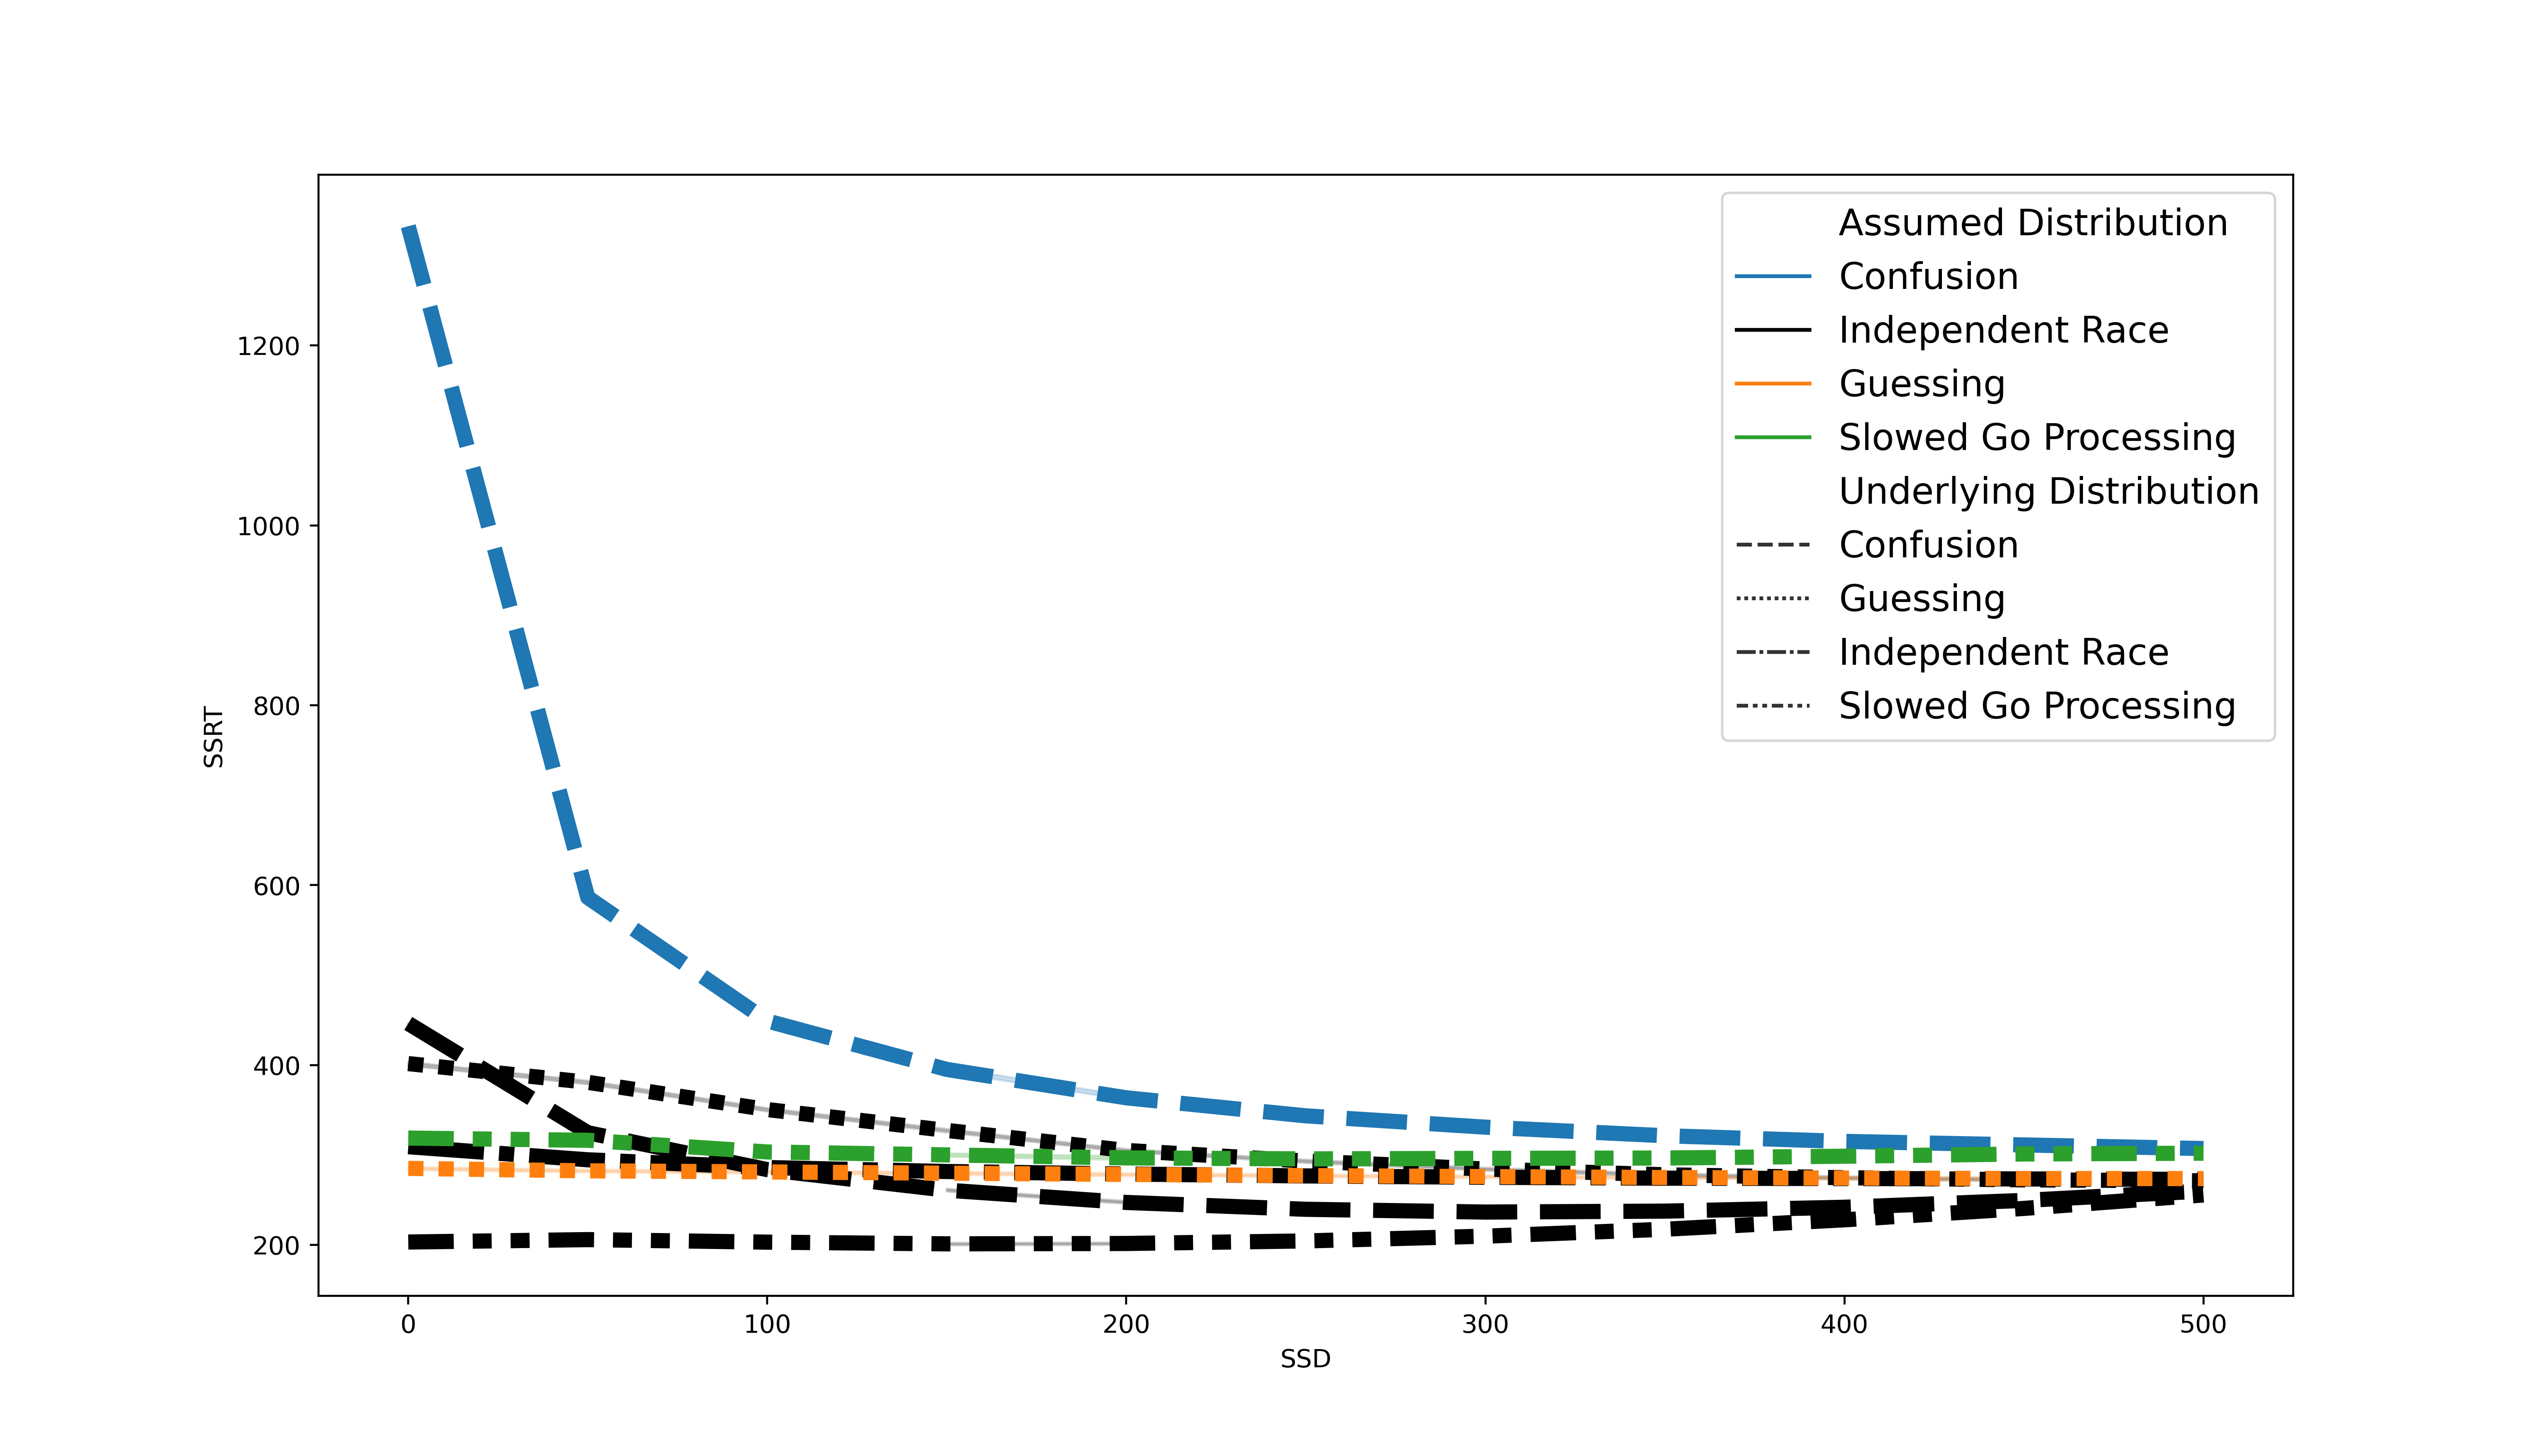 Assumed Distribution
Confusion
Independent Race
Guessing
Slowed Go Processing
Underlying Distribution
Confusion
Guessing
Independent Race
Slowed Go Processing
1200
1000
800
600
400
200
SSRT
0 100 200 300 400 500
SSD